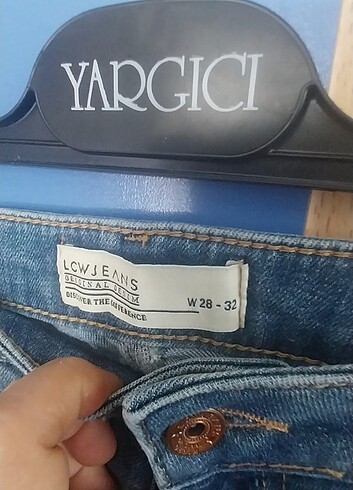 YARGICI
LCWJEANS
ORIGINAL DENIM
DISCOVER THE DIFFERENCE
W 28 - 32